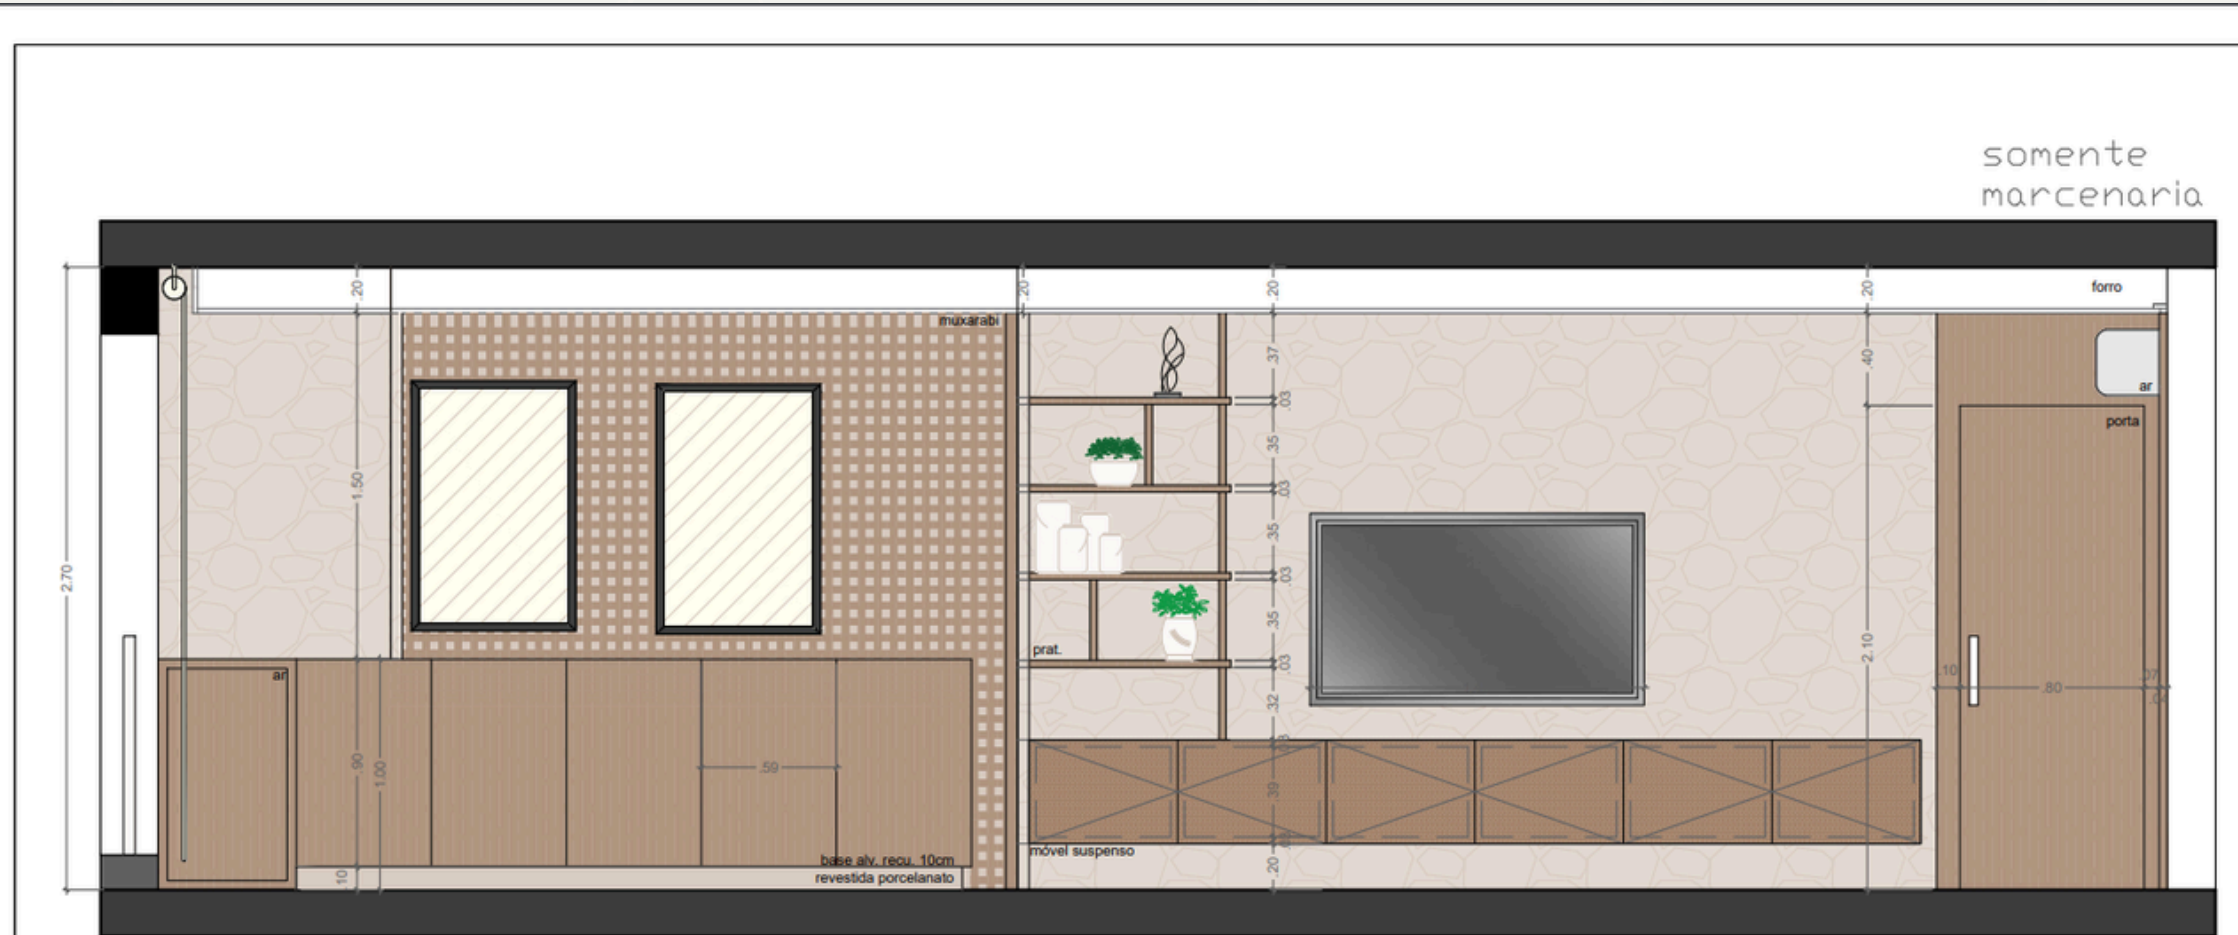 somente
marcenaria
forro
.20
.20
.20
.20
muxarabi
.37
.40
ar
.03
porta
.35
1.50
.03
.35
2.70
.03
.35
prat.
2.10
.03
ar
.10
.80
.07
.32
.59
.90
1.00
.39
móvel suspenso
base alv. recu. 10cm
revestida porcelanato
.10
.20